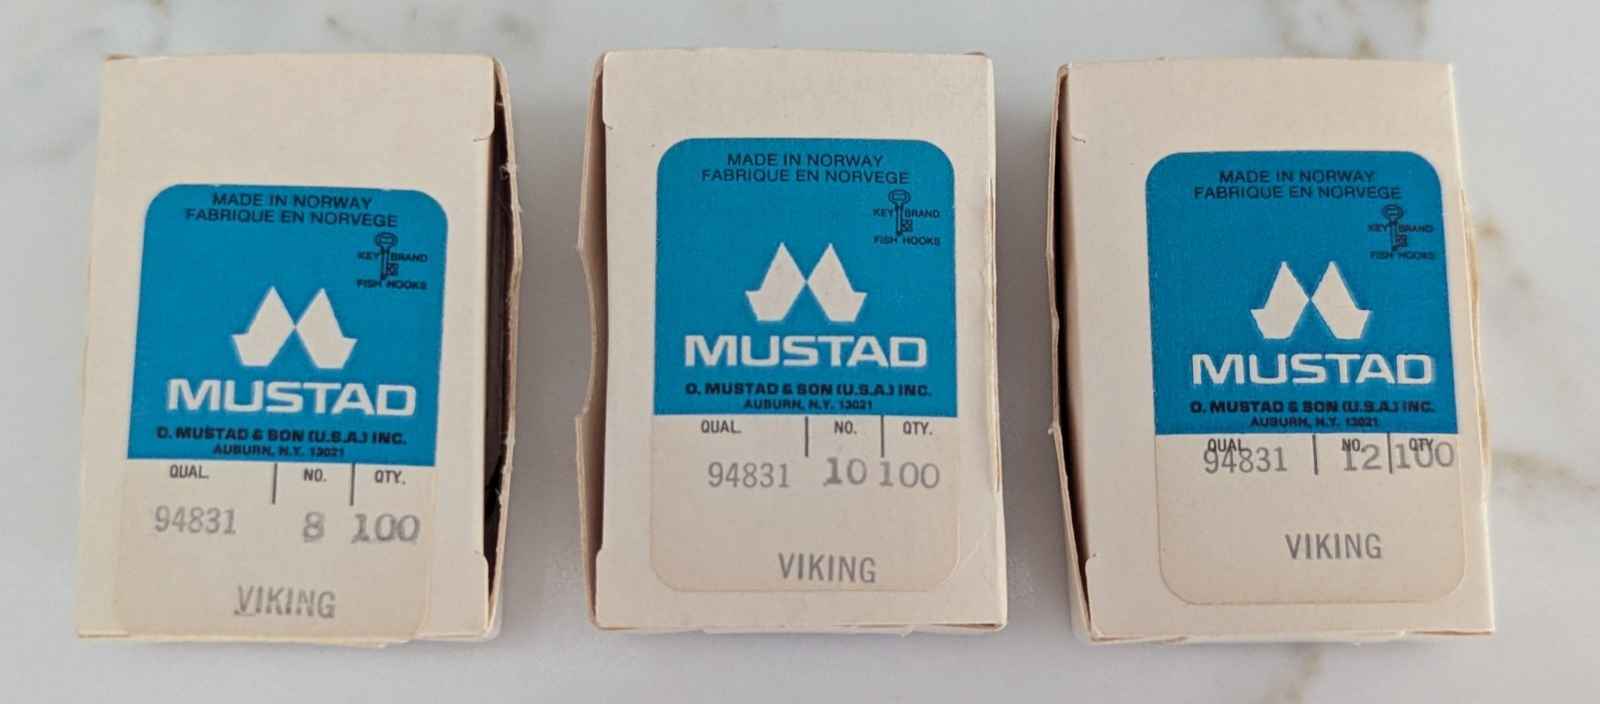 MADE IN NORWAY
FABRIQUE EN NORVEGE
KEY BRAND
FISH HOOKS
MUSTAD
O. MUSTAD & SON (U.S.A.) INC.
AUBURN, N.Y. 13021
QUAL. NO. QTY.
94831 8 100
VIKING
MADE IN NORWAY
FABRIQUE EN NORVEGE
KEY BRAND
FISH HOOKS
MUSTAD
O. MUSTAD & SON (U.S.A.) INC.
AUBURN, N.Y. 13021
QUAL. NO. QTY.
94831 10 100
VIKING
MADE IN NORWAY
FABRIQUE EN NORVEGE
KEY BRAND
FISH HOOKS
MUSTAD
O. MUSTAD & SON (U.S.A.) INC.
AUBURN, N.Y. 13021
QUAL. NO. QTY.
94831 12 100
VIKING